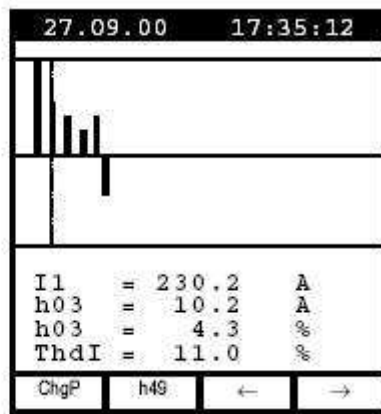 27.09.00 17:35:12
I1 = 230.2 A
h03 = 10.2 A
h03 = 4.3 %
ThdI = 11.0 %
ChgP h49 ← →